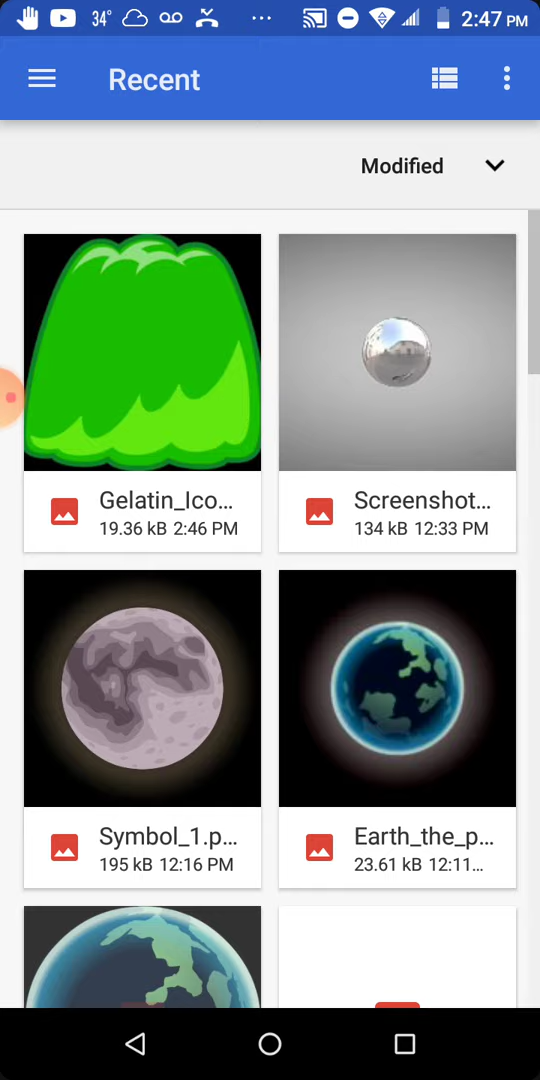 34° 2:47 PM
Recent
Modified
Gelatin_Ico...
19.36 kB 2:46 PM
Screenshot...
134 kB 12:33 PM
Symbol_1.p...
195 kB 12:16 PM
Earth_the_p...
23.61 kB 12:11...